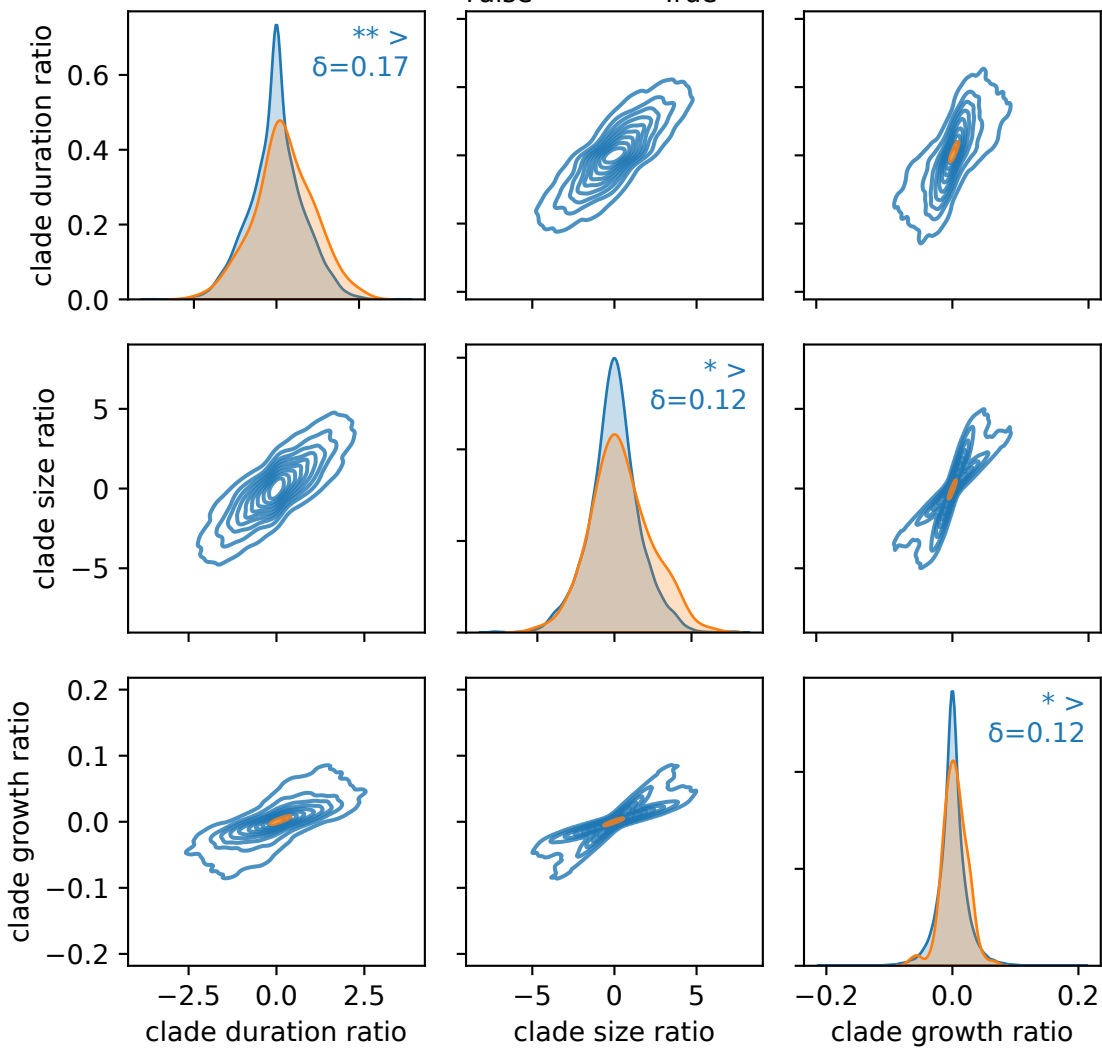 False True
clade duration ratio
0.6
0.4
0.2
0.0
** >
δ=0.17
clade size ratio
5
0
−5
* >
δ=0.12
clade growth ratio
0.2
0.1
0.0
−0.1
−0.2
* >
δ=0.12
−2.5 0.0 2.5
−5 0 5
−0.2 0.0 0.2
clade duration ratio
clade size ratio
clade growth ratio